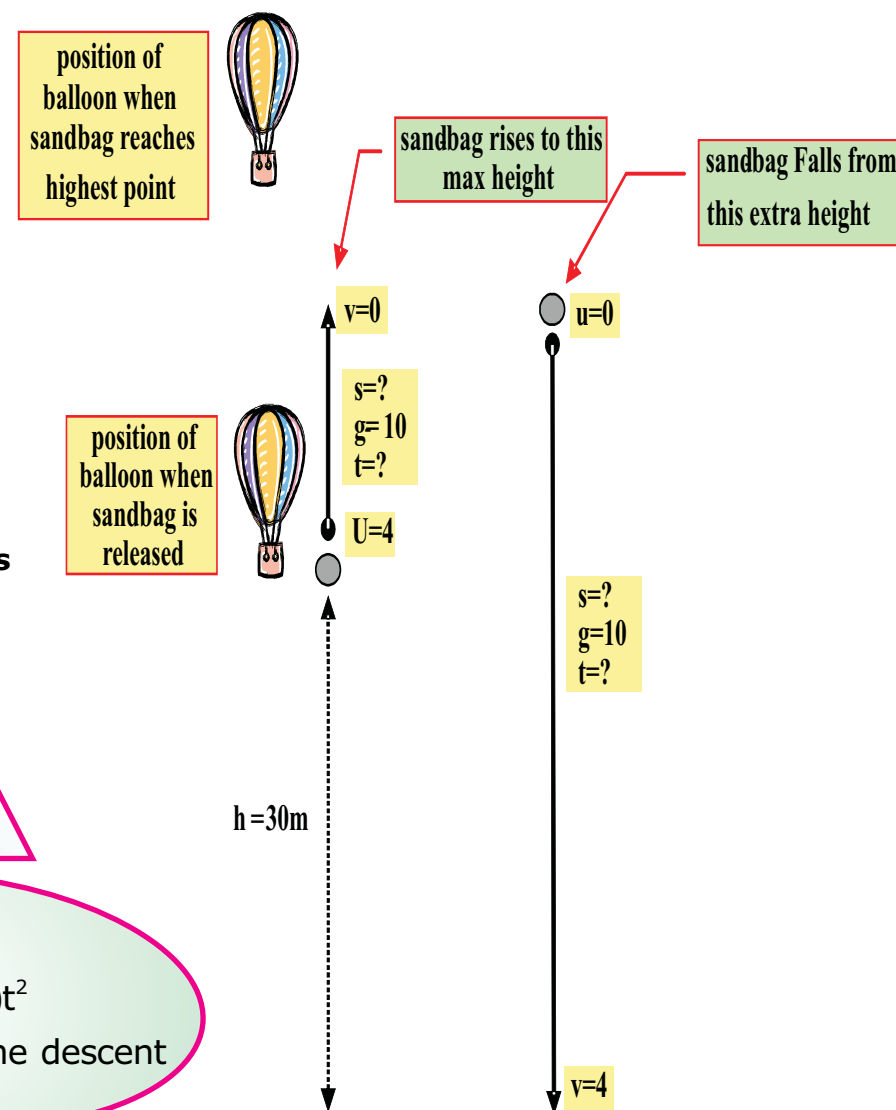 position of
balloon when
sandbag reaches
highest point
sandbag rises to this
max height
sandbag Falls from
this extra height
v=0
u=0
s=?
g=10
t=?
position of
balloon when
sandbag is
released
U=4
s
s=?
g=10
t=?
h=30m
t²
descent
v=4